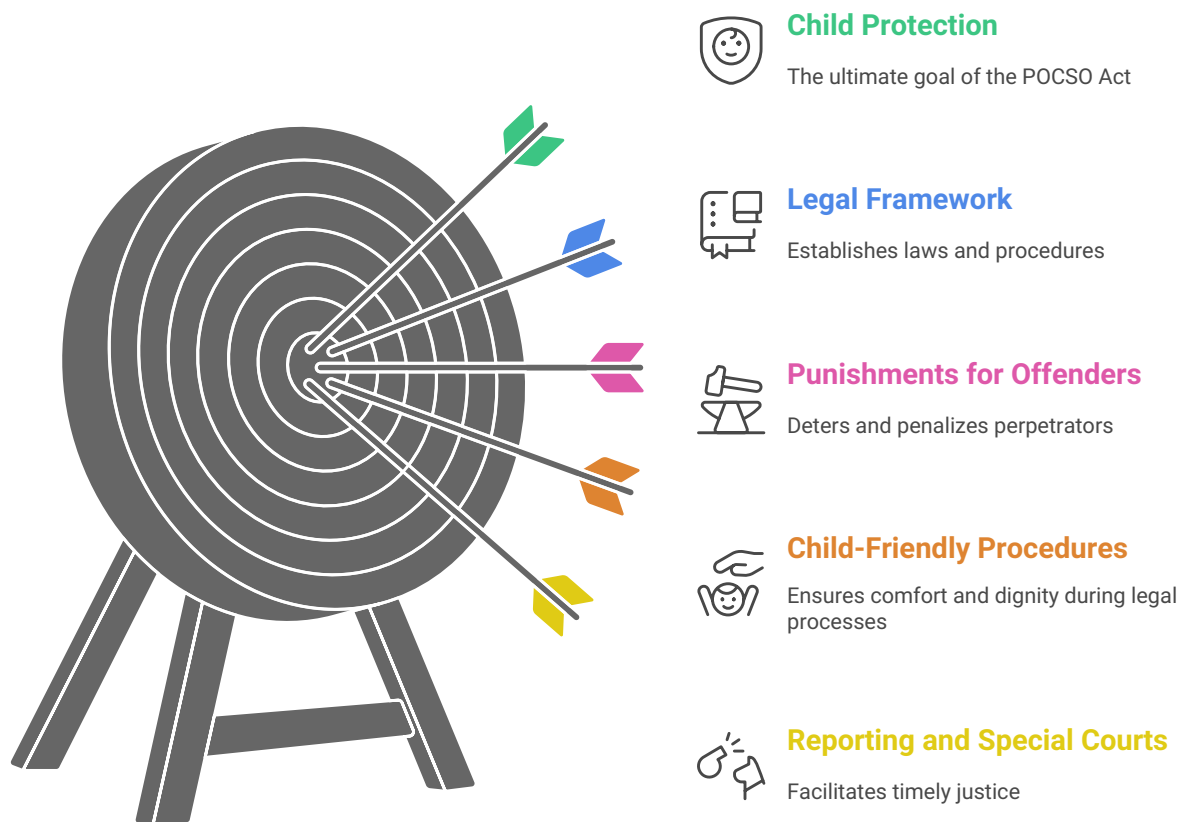 Child Protection
The ultimate goal of the POCSO Act
Legal Framework
Establishes laws and procedures
Punishments for Offenders
Deters and penalizes perpetrators
Child-Friendly Procedures
Ensures comfort and dignity during legal
processes
Reporting and Special Courts
Facilitates timely justice